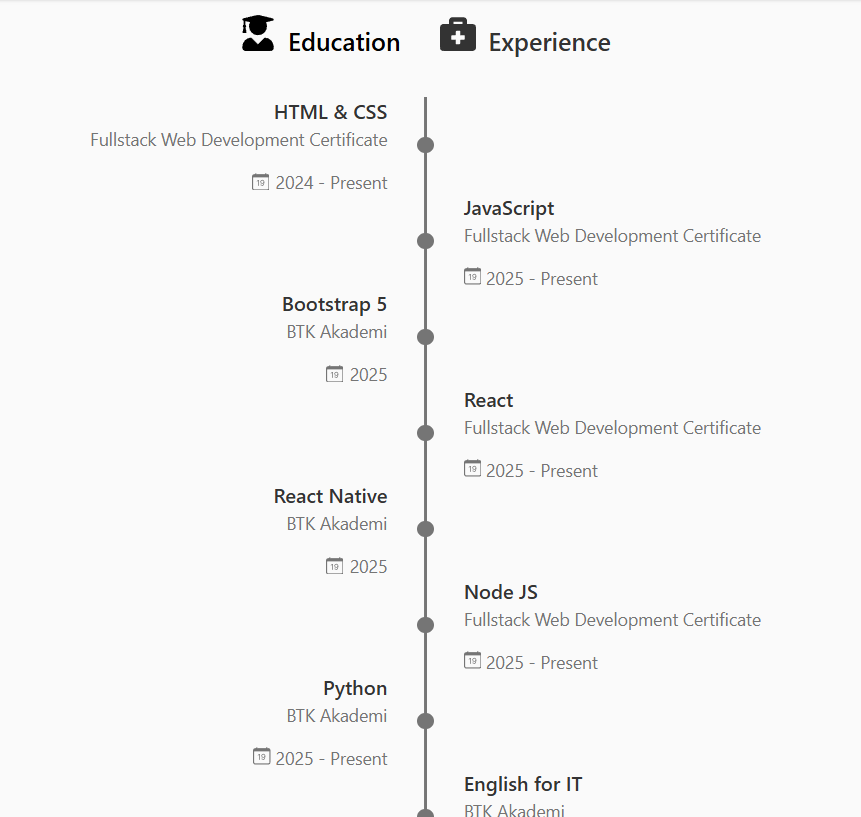 Education
Experience
HTML & CSS
Fullstack Web Development Certificate
19 2024 - Present
JavaScript
Fullstack Web Development Certificate
19 2025 - Present
Bootstrap 5
BTK Akademi
19 2025
React
Fullstack Web Development Certificate
19 2025 - Present
React Native
BTK Akademi
19 2025
Node JS
Fullstack Web Development Certificate
19 2025 - Present
Python
BTK Akademi
19 2025 - Present
English for IT
BTK Akademi